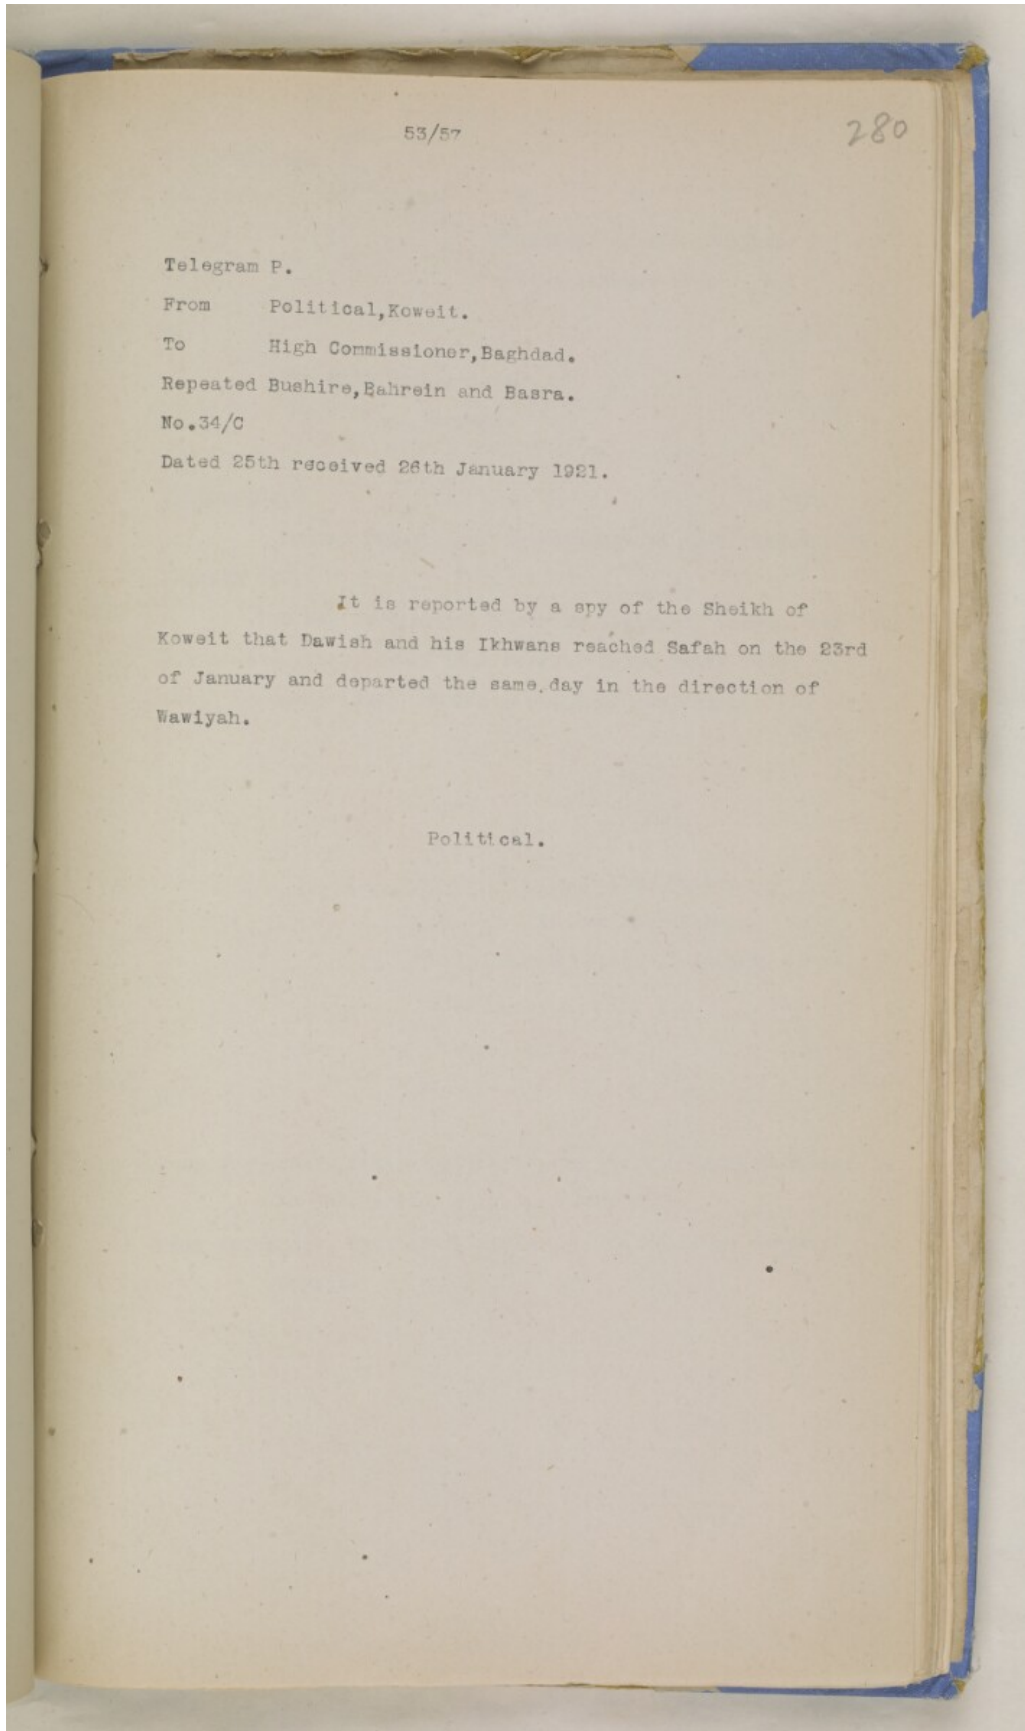 53/57
280
Telegram P.
From Political,Koweit.
To High Commissioner,Baghdad.
Repeated Bushire,Bahrein and Basra.
No.34/C
Dated 25th received 26th January 1921.
It is reported by a spy of the Sheikh of
Koweit that Dawish and his Ikhwans reached Safah on the 23rd
of January and departed the same day in the direction of
Wawiyah.
Political.